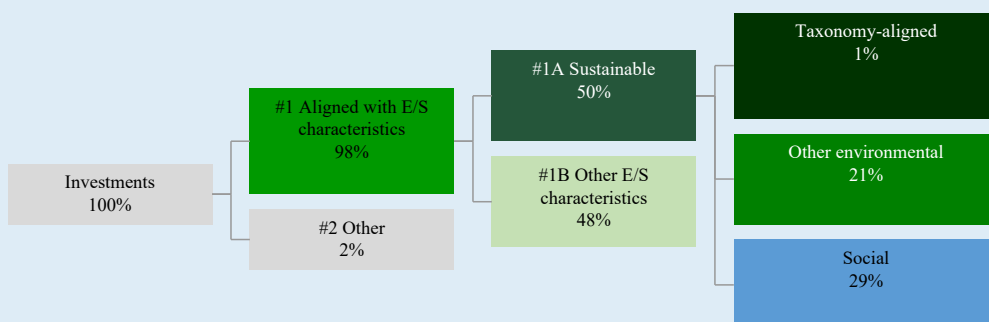 Investments
100%
#1 Aligned with E/S
characteristics
98%
#2 Other
2%
#1A Sustainable
50%
#1B Other E/S
characteristics
48%
Taxonomy-aligned
1%
Other environmental
21%
Social
29%